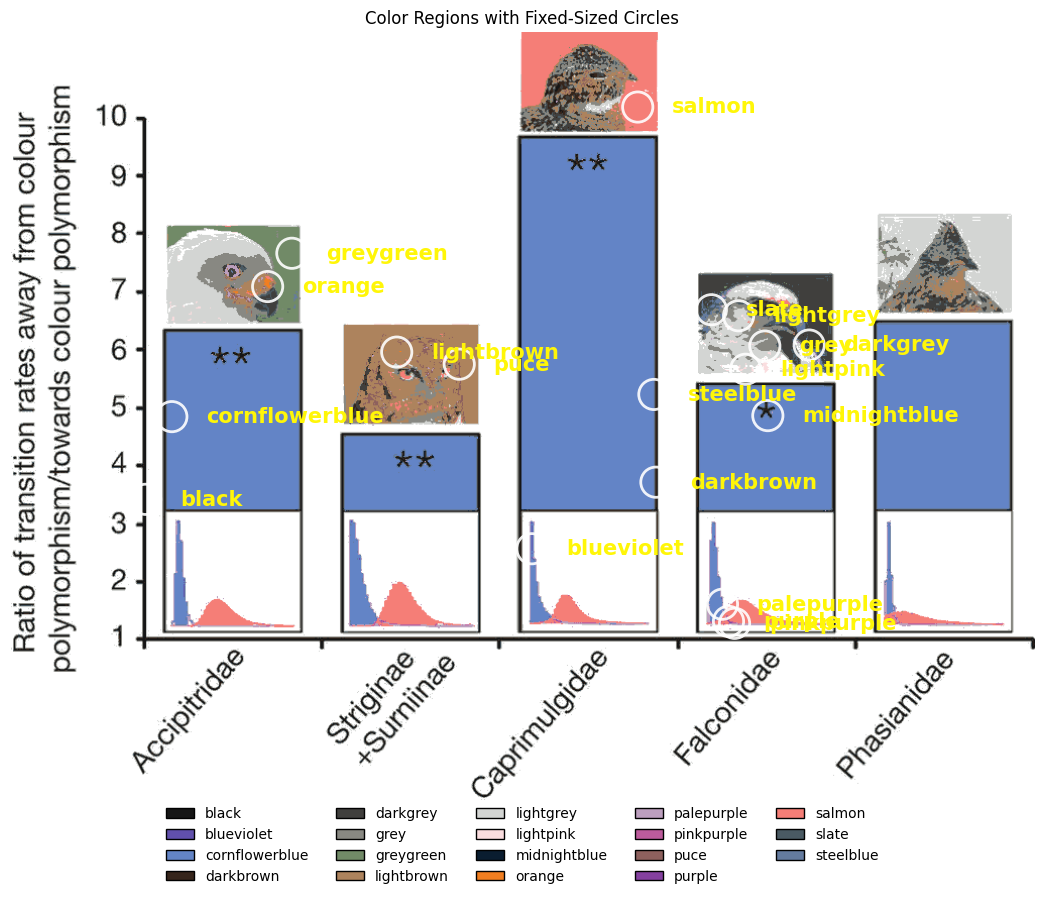 Color Regions with Fixed-Sized Circles
Ratio of transition rates away from colour
polymorphism/towards colour polymorphism
10
9
8
7
6
5
4
3
2
1
salmon
**
greygreen
orange
**
lightbrown
puce
**
slate
lightgrey
grey
darkgrey
lightpink
steelblue
*
midnightblue
cornflowerblue
darkbrown
black
blueviolet
palepurple
purple
pinkpurple
Accipitridae
Striginae
+Surniinae
Caprimulgidae
Falconidae
Phasianidae
black
blueviolet
cornflowerblue
darkbrown
darkgrey
grey
greygreen
lightbrown
lightgrey
lightpink
midnightblue
orange
palepurple
pinkpurple
puce
purple
salmon
slate
steelblue